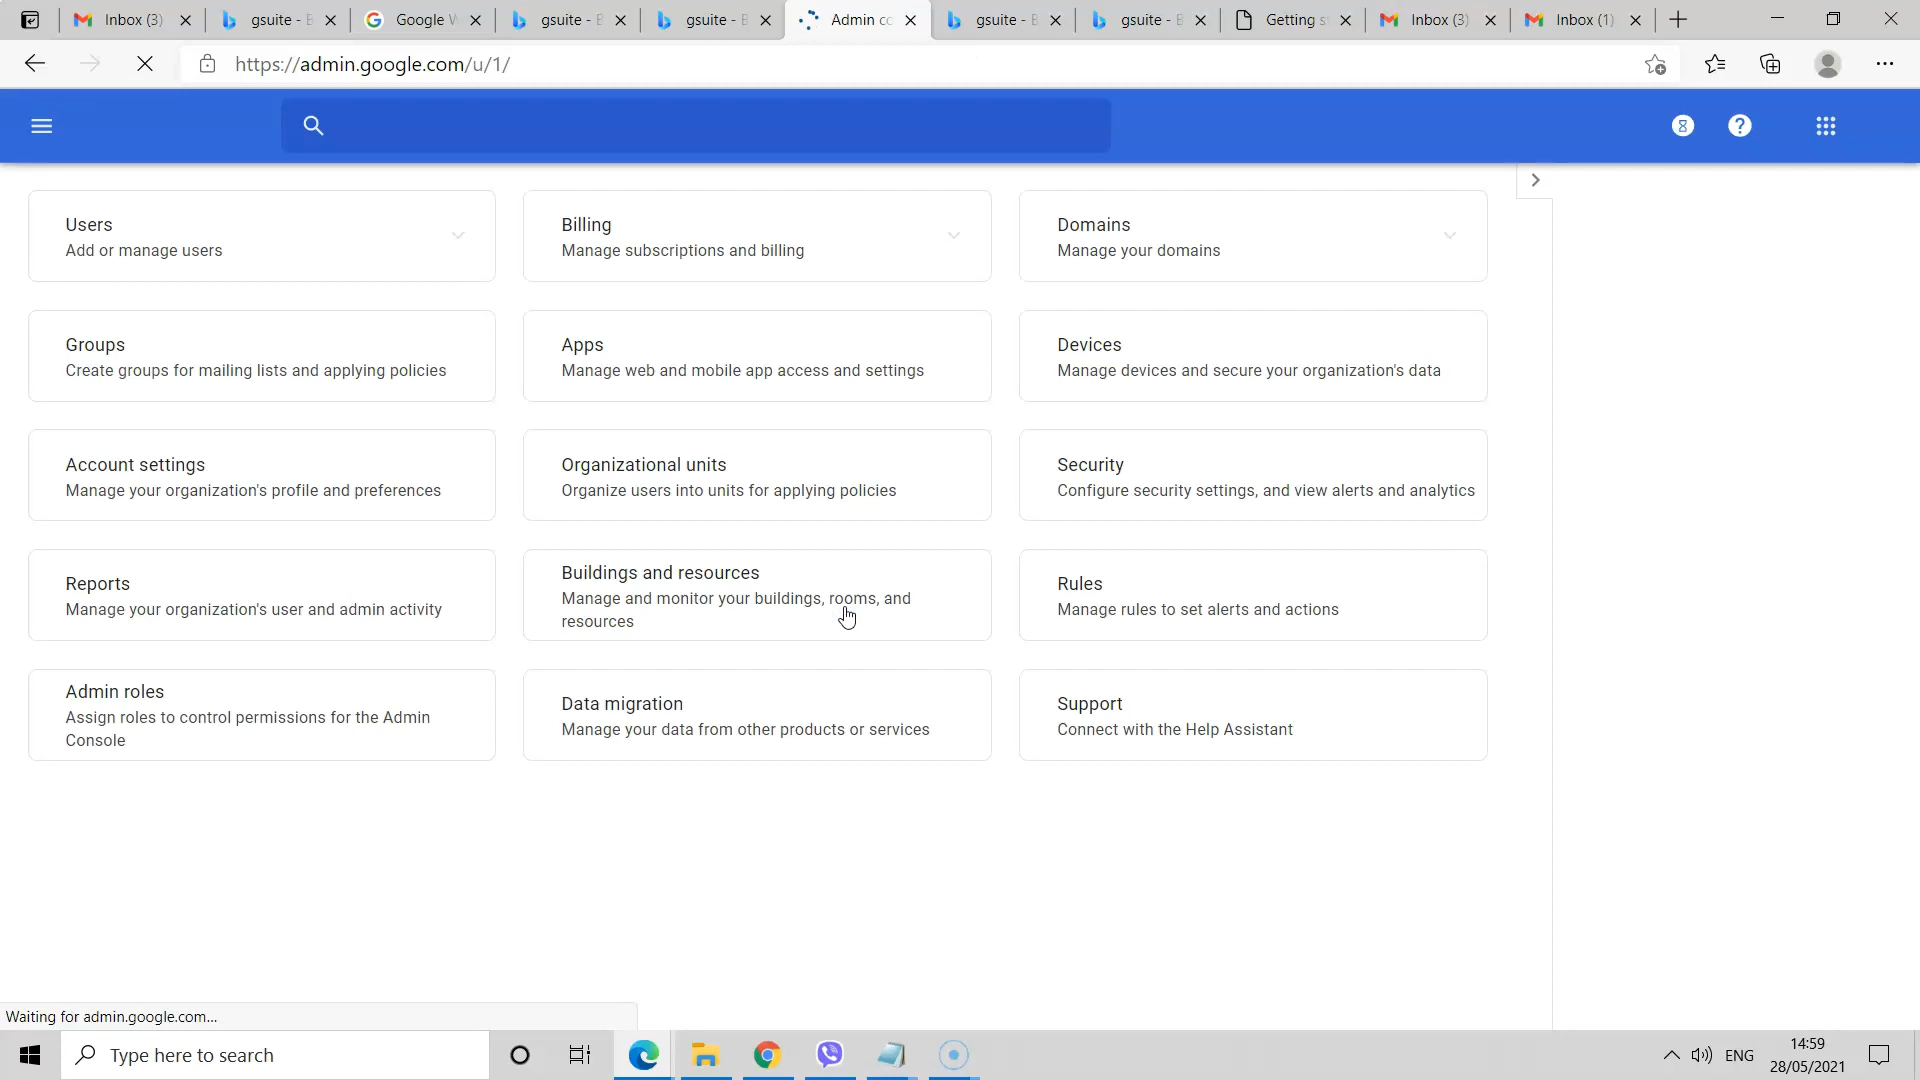 Inbox (3)
gsuite - B
Google W
gsuite - B
gsuite - B
Admin co
gsuite - B
gsuite - B
Getting s
Inbox (3)
Inbox (1)
https://admin.google.com/u/1/
Users
Add or manage users
Billing
Manage subscriptions and billing
Domains
Manage your domains
Groups
Create groups for mailing lists and applying policies
Apps
Manage web and mobile app access and settings
Devices
Manage devices and secure your organization's data
Account settings
Manage your organization's profile and preferences
Organizational units
Organize users into units for applying policies
Security
Configure security settings, and view alerts and analytics
Reports
Manage your organization's user and admin activity
Buildings and resources
Manage and monitor your buildings, rooms, and
resources
Rules
Manage rules to set alerts and actions
Admin roles
Assign roles to control permissions for the Admin
Console
Data migration
Manage your data from other products or services
Support
Connect with the Help Assistant
Waiting for admin.google.com...
Type here to search
ENG
14:59
28/05/2021